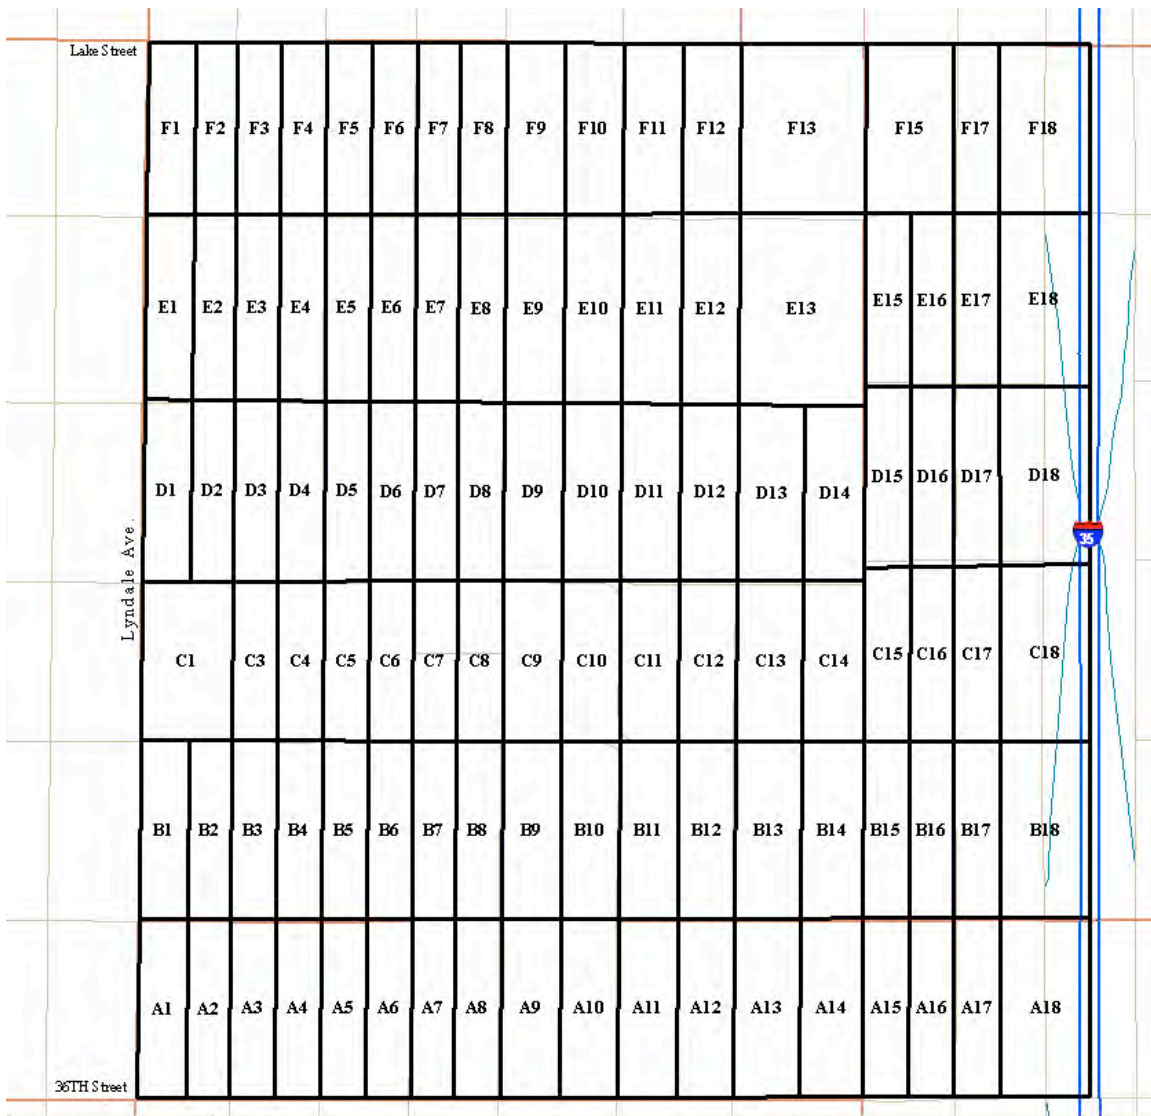 Lake Street
F1 F2 F3 F4 F5 F6 F7 F8 F9 F10 F11 F12 F13 F15 F17 F18
E1 E2 E3 E4 E5 E6 E7 E8 E9 E10 E11 E12 E13 E15 E16 E17 E18
D1 D2 D3 D4 D5 D6 D7 D8 D9 D10 D11 D12 D13 D14 D15 D16 D17 D18
35
Lyndale Ave.
C1 C3 C4 C5 C6 C7 C8 C9 C10 C11 C12 C13 C14 C15 C16 C17 C18
B1 B2 B3 B4 B5 B6 B7 B8 B9 B10 B11 B12 B13 B14 B15 B16 B17 B18
A1 A2 A3 A4 A5 A6 A7 A8 A9 A10 A11 A12 A13 A14 A15 A16 A17 A18
36TH Street